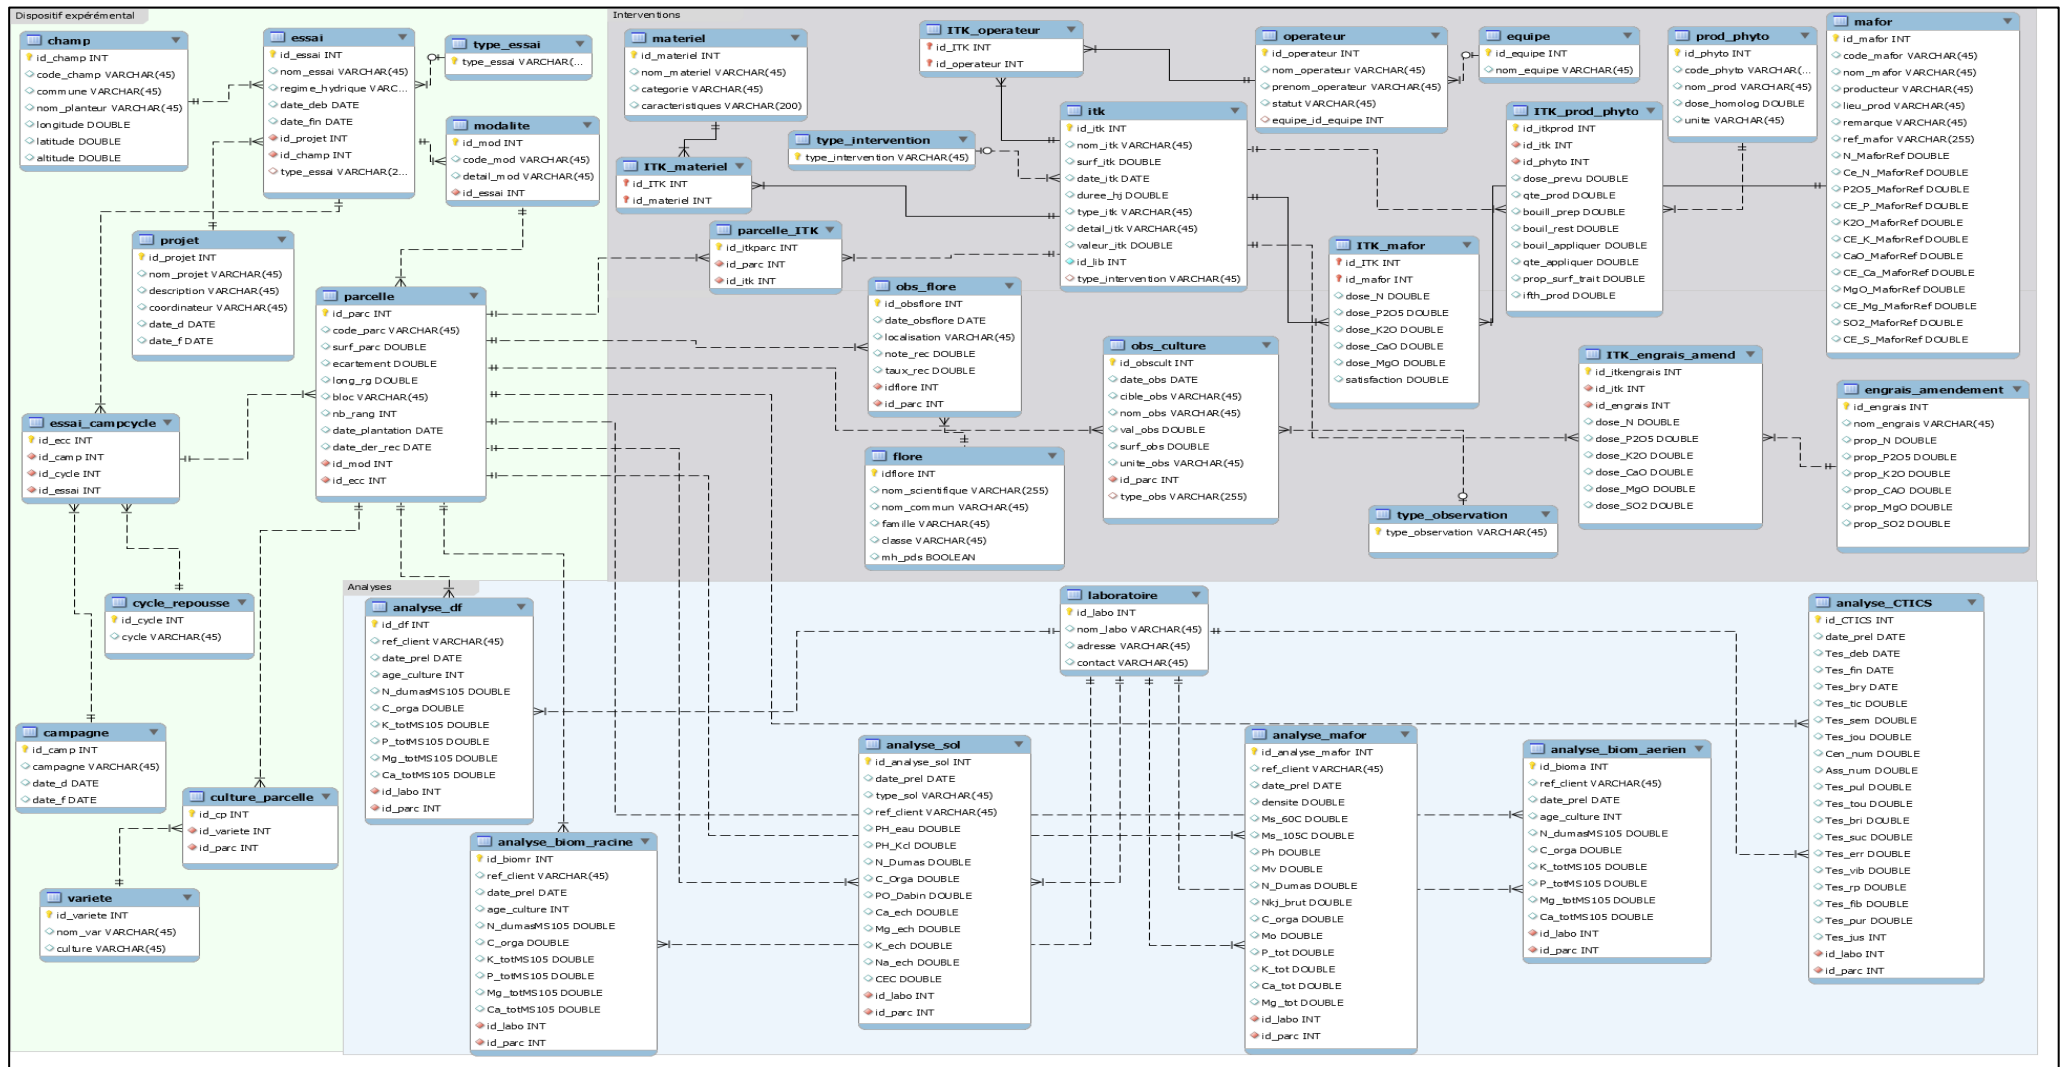 Dispositif expérémental
champ
id_champ INT
code_champ VARCHAR(45)
commune VARCHAR(45)
nom_planteur VARCHAR(45)
longitude DOUBLE
latitude DOUBLE
altitude DOUBLE
essai
id_essai INT
nom_essai VARCHAR(45)
regime_hydrique VARC...
date_deb DATE
date_fin DATE
id_projet INT
id_champ INT
type_essai VARCHAR(2...
type_essai
type_essai VARCHAR(...
modalite
id_mod INT
code_mod VARCHAR(45)
detail_mod VARCHAR(45)
id_essai INT
projet
id_projet INT
nom_projet VARCHAR(45)
description VARCHAR(45)
coordinateur VARCHAR(45)
date_d DATE
date_f DATE
parcelle
id_parc INT
code_parc VARCHAR(45)
surf_parc DOUBLE
ecartement DOUBLE
long_rg DOUBLE
bloc VARCHAR(45)
nb_rang INT
date_plantation DATE
date_der_rec DATE
id_mod INT
id_ecc INT
essai_campcycle
id_ecc INT
id_camp INT
id_cycle INT
id_essai INT
cycle_repousse
id_cycle INT
cycle VARCHAR(45)
campagne
id_camp INT
campagne VARCHAR(45)
date_d DATE
date_f DATE
culture_parcelle
id_cp INT
id_variete INT
id_parc INT
variete
id_variete INT
nom_var VARCHAR(45)
culture VARCHAR(45)
Interventions
materiel
id_materiel INT
nom_materiel VARCHAR(45)
categorie VARCHAR(45)
caracteristiques VARCHAR(200)
ITK_operateur
id_ITK INT
id_operateur INT
operateur
id_operateur INT
nom_operateur VARCHAR(45)
prenom_operateur VARCHAR(45)
statut VARCHAR(45)
equipe_id_equipe INT
equipe
id_equipe INT
nom_equipe VARCHAR(45)
prod_phyto
id_phyto INT
code_phyto VARCHAR(...
nom_prod VARCHAR(45)
dose_homolog DOUBLE
unite VARCHAR(45)
mafor
id_mafor INT
code_mafor VARCHAR(45)
nom_mafor VARCHAR(45)
producteur VARCHAR(45)
lieu_prod VARCHAR(45)
remarque VARCHAR(45)
ref_mafor VARCHAR(255)
N_MaforRef DOUBLE
Ce_N_MaforRef DOUBLE
P2O5_MaforRef DOUBLE
CE_P_MaforRef DOUBLE
K2O_MaforRef DOUBLE
CE_K_MaforRef DOUBLE
CaO_MaforRef DOUBLE
CE_Ca_MaforRef DOUBLE
MgO_MaforRef DOUBLE
CE_Mg_MaforRef DOUBLE
SO2_MaforRef DOUBLE
CE_S_MaforRef DOUBLE
type_intervention
type_intervention VARCHAR(45)
ITK_materiel
id_ITK INT
id_materiel INT
itk
id_itk INT
nom_itk VARCHAR(45)
surf_itk DOUBLE
date_itk DATE
duree_hj DOUBLE
type_itk VARCHAR(45)
detail_itk VARCHAR(45)
valeur_itk DOUBLE
id_lib INT
type_intervention VARCHAR(45)
ITK_prod_phyto
id_itkprod INT
id_itk INT
id_phyto INT
dose_prevu DOUBLE
qte_prod DOUBLE
bouill_prep DOUBLE
bouil_rest DOUBLE
bouil_appliquer DOUBLE
qte_appliquer DOUBLE
prop_surf_trait DOUBLE
ifth_prod DOUBLE
parcelle_ITK
id_itkparc INT
id_parc INT
id_itk INT
obs_flore
id_obsflore INT
date_obsflore DATE
localisation VARCHAR(45)
note_rec DOUBLE
taux_rec DOUBLE
idflore INT
id_parc INT
flore
idflore INT
nom_scientifique VARCHAR(255)
nom_commun VARCHAR(45)
famille VARCHAR(45)
classe VARCHAR(45)
mh_pds BOOLEAN
obs_culture
id_obscult INT
date_obs DATE
cible_obs VARCHAR(45)
nom_obs VARCHAR(45)
val_obs DOUBLE
surf_obs DOUBLE
unite_obs VARCHAR(45)
id_parc INT
type_obs VARCHAR(255)
ITK_mafor
id_ITK INT
id_mafor INT
dose_N DOUBLE
dose_P2O5 DOUBLE
dose_K2O DOUBLE
dose_CaO DOUBLE
dose_MgO DOUBLE
satisfaction DOUBLE
type_observation
type_observation VARCHAR(45)
ITK_engrais_amend
id_itkengrais INT
id_itk INT
id_engrais INT
dose_N DOUBLE
dose_P2O5 DOUBLE
dose_K2O DOUBLE
dose_CaO DOUBLE
dose_MgO DOUBLE
dose_SO2 DOUBLE
engrais_amendement
id_engrais INT
nom_engrais VARCHAR(45)
prop_N DOUBLE
prop_P2O5 DOUBLE
prop_K2O DOUBLE
prop_CAO DOUBLE
prop_MgO DOUBLE
prop_SO2 DOUBLE
Analyses
analyse_df
id_df INT
ref_client VARCHAR(45)
date_prel DATE
age_culture INT
N_dumasMS105 DOUBLE
C_orga DOUBLE
K_totMS105 DOUBLE
P_totMS105 DOUBLE
Mg_totMS105 DOUBLE
Ca_totMS105 DOUBLE
id_labo INT
id_parc INT
analyse_biom_racine
id_biomr INT
ref_client VARCHAR(45)
date_prel DATE
age_culture INT
N_dumasMS105 DOUBLE
C_orga DOUBLE
K_totMS105 DOUBLE
P_totMS105 DOUBLE
Mg_totMS105 DOUBLE
Ca_totMS105 DOUBLE
id_labo INT
id_parc INT
laboratoire
id_labo INT
nom_labo VARCHAR(45)
adresse VARCHAR(45)
contact VARCHAR(45)
analyse_sol
id_analyse_sol INT
date_prel DATE
type_sol VARCHAR(45)
ref_client VARCHAR(45)
PH_eau DOUBLE
PH_Kcl DOUBLE
N_Dumas DOUBLE
C_Orga DOUBLE
PO_Dabin DOUBLE
Ca_ech DOUBLE
Mg_ech DOUBLE
K_ech DOUBLE
Na_ech DOUBLE
CEC DOUBLE
id_labo INT
id_parc INT
analyse_mafor
id_analyse_mafor INT
ref_client VARCHAR(45)
date_prel DATE
densite DOUBLE
Ms_60C DOUBLE
Ms_105C DOUBLE
Ph DOUBLE
Mv DOUBLE
N_Dumas DOUBLE
Nkj_brut DOUBLE
C_orga DOUBLE
Mo DOUBLE
P_tot DOUBLE
K_tot DOUBLE
Ca_tot DOUBLE
Mg_tot DOUBLE
id_labo INT
id_parc INT
analyse_biom_aerien
id_bioma INT
ref_client VARCHAR(45)
date_prel DATE
age_culture INT
N_dumasMS105 DOUBLE
C_orga DOUBLE
K_totMS105 DOUBLE
P_totMS105 DOUBLE
Mg_totMS105 DOUBLE
Ca_totMS105 DOUBLE
id_labo INT
id_parc INT
analyse_CTICS
id_CTICS INT
date_prel DATE
Tes_deb DATE
Tes_fin DATE
Tes_bry DATE
Tes_tic DOUBLE
Tes_sem DOUBLE
Tes_jou DOUBLE
Cen_num DOUBLE
Ass_num DOUBLE
Tes_pul DOUBLE
Tes_tou DOUBLE
Tes_bri DOUBLE
Tes_suc DOUBLE
Tes_err DOUBLE
Tes_vib DOUBLE
Tes_rp DOUBLE
Tes_fib DOUBLE
Tes_pur DOUBLE
Tes_jus INT
id_labo INT
id_parc INT